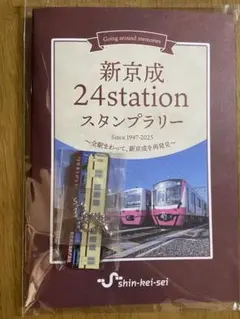 Going around memories
新京成
24station
スタンプラリー
Since 1947-2025
～全駅まわって、新京成を再発見～
shin-kei-sei